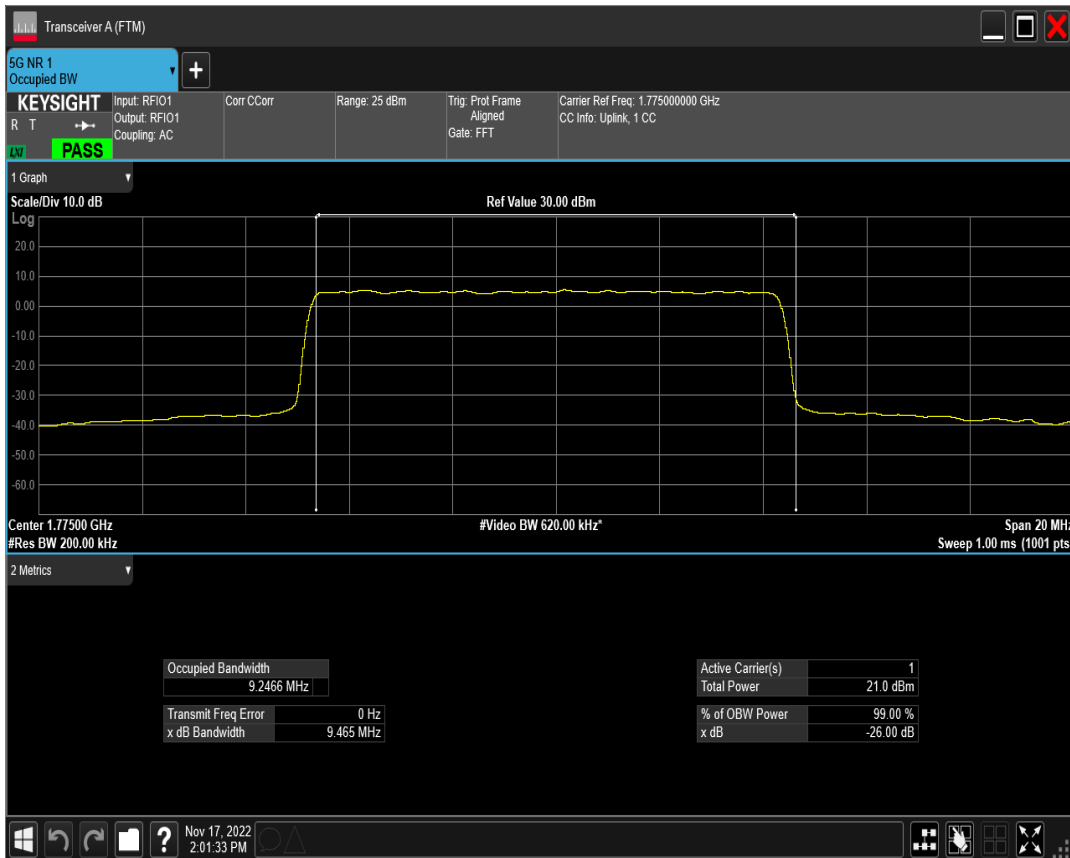 Transceiver A (FTM)
5G NR 1
Occupied BW
+
KEYSIGHT
R T
LXI
PASS
Input: RFIO1
Output: RFIO1
Coupling: AC
Corr CCorr
Range: 25 dBm
Trig: Prot Frame
Aligned
Gate: FFT
Carrier Ref Freq: 1.775000000 GHz
CC Info: Uplink, 1 CC
1 Graph
Scale/Div 10.0 dB
Ref Value 30.00 dBm
Log
20.0
10.0
0.00
-10.0
-20.0
-30.0
-40.0
-50.0
-60.0
Center 1.77500 GHz
#Video BW 620.00 kHz*
Span 20 MHz
#Res BW 200.00 kHz
Sweep 1.00 ms (1001 pts
2 Metrics
Occupied Bandwidth
9.2466 MHz
Transmit Freq Error 0 Hz
x dB Bandwidth 9.465 MHz
Active Carrier(s) 1
Total Power 21.0 dBm
% of OBW Power 99.00 %
x dB -26.00 dB
?
Nov 17, 2022
2:01:33 PM